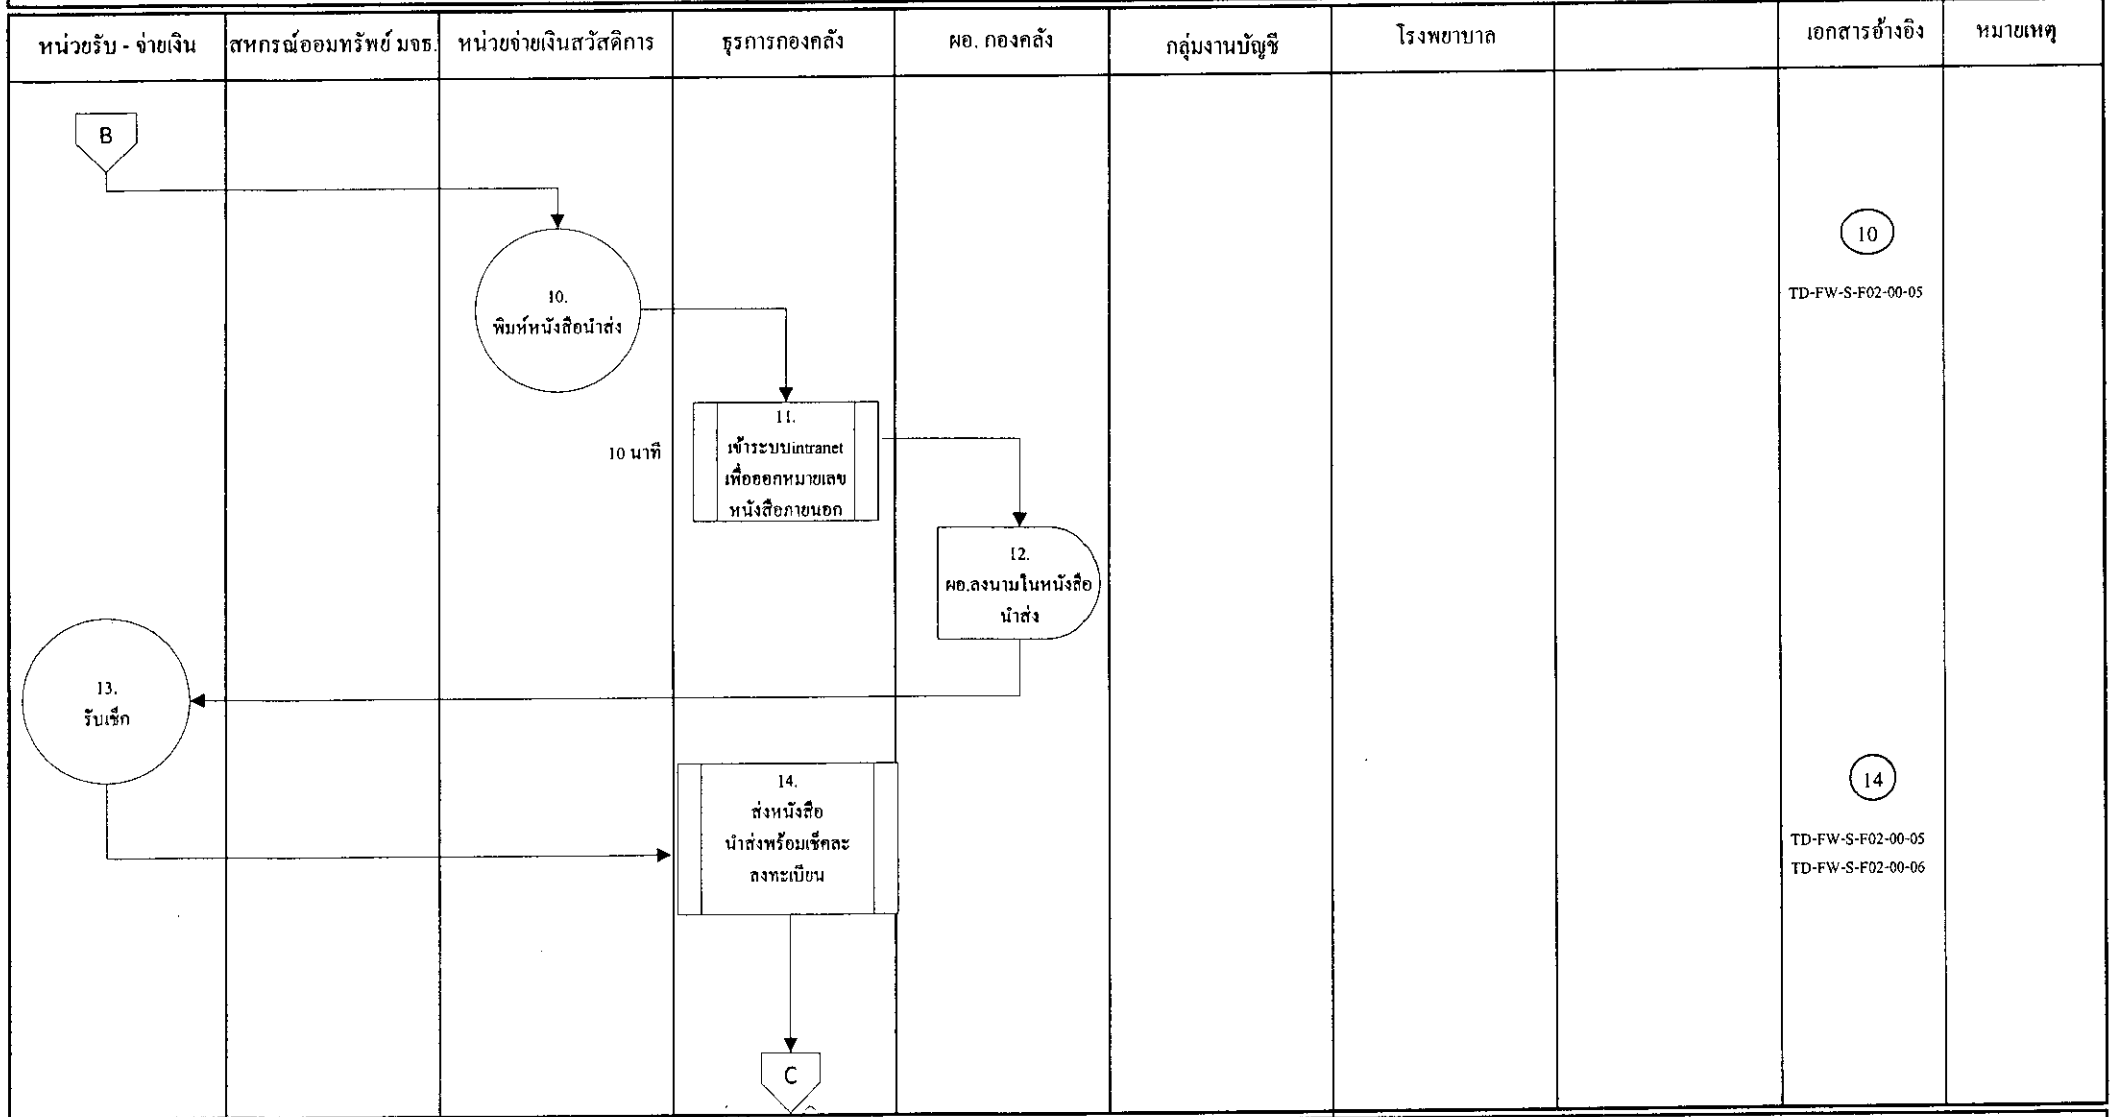 หน่วยรับ - จ่ายเงิน
สหกรณ์ออมทรัพย์ มจธ.
หน่วยจ่ายเงินสวัสดิการ
ธุรการกองคลัง
ผอ. กองคลัง
กลุ่มงานบัญชี
โรงพยาบาล
เอกสารอ้างอิง
หมายเหตุ
B
10
TD-FW-S-F02-00-05
10.
พิมห์หนังสือนำส่ง
11.
เข้าระบบintranet
เพื่อออกหมายเลข
หนังสือภายนอก
10 นาที
12.
ผอ.ลงนามในหนังสือ
นำส่ง
13.
รับเช็ก
14.
ส่งหนังสือ
นำส่งพร้อมเช็คละ
ลงทะเบียน
14
TD-FW-S-F02-00-05
TD-FW-S-F02-00-06
C